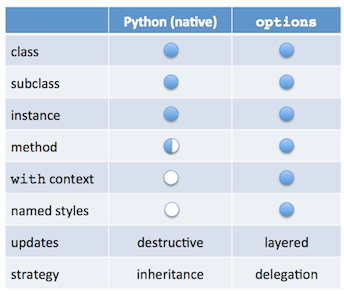 Python (native) options
class
subclass
instance
method
with context
named styles
updates destructive layered
strategy inheritance delegation